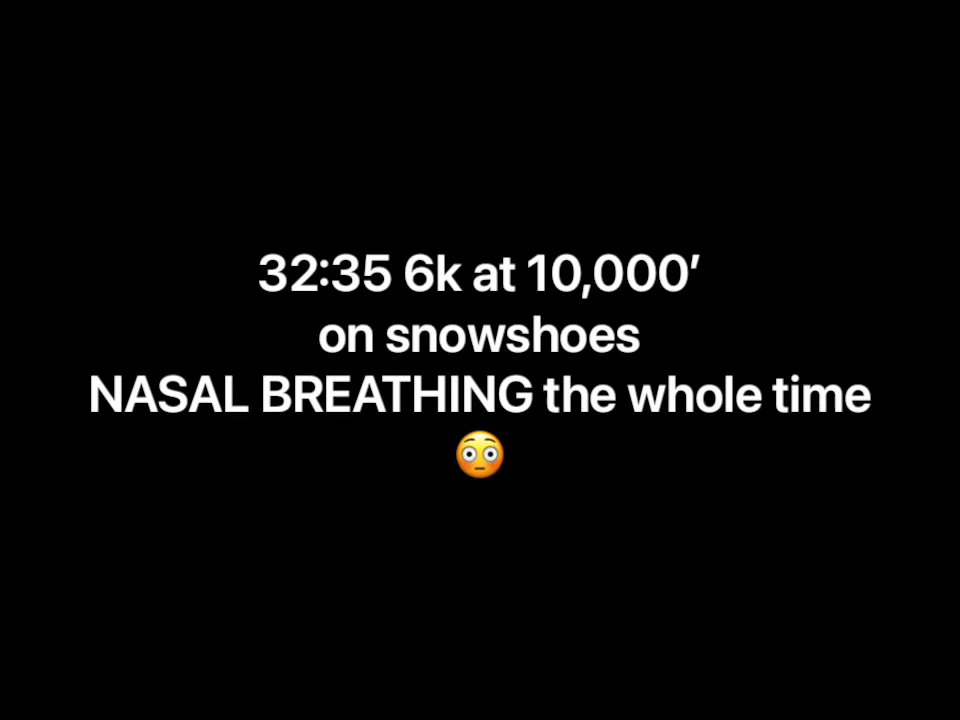 32:35 6k at 10,000′
on snowshoes
NASAL BREATHING the whole time
😳